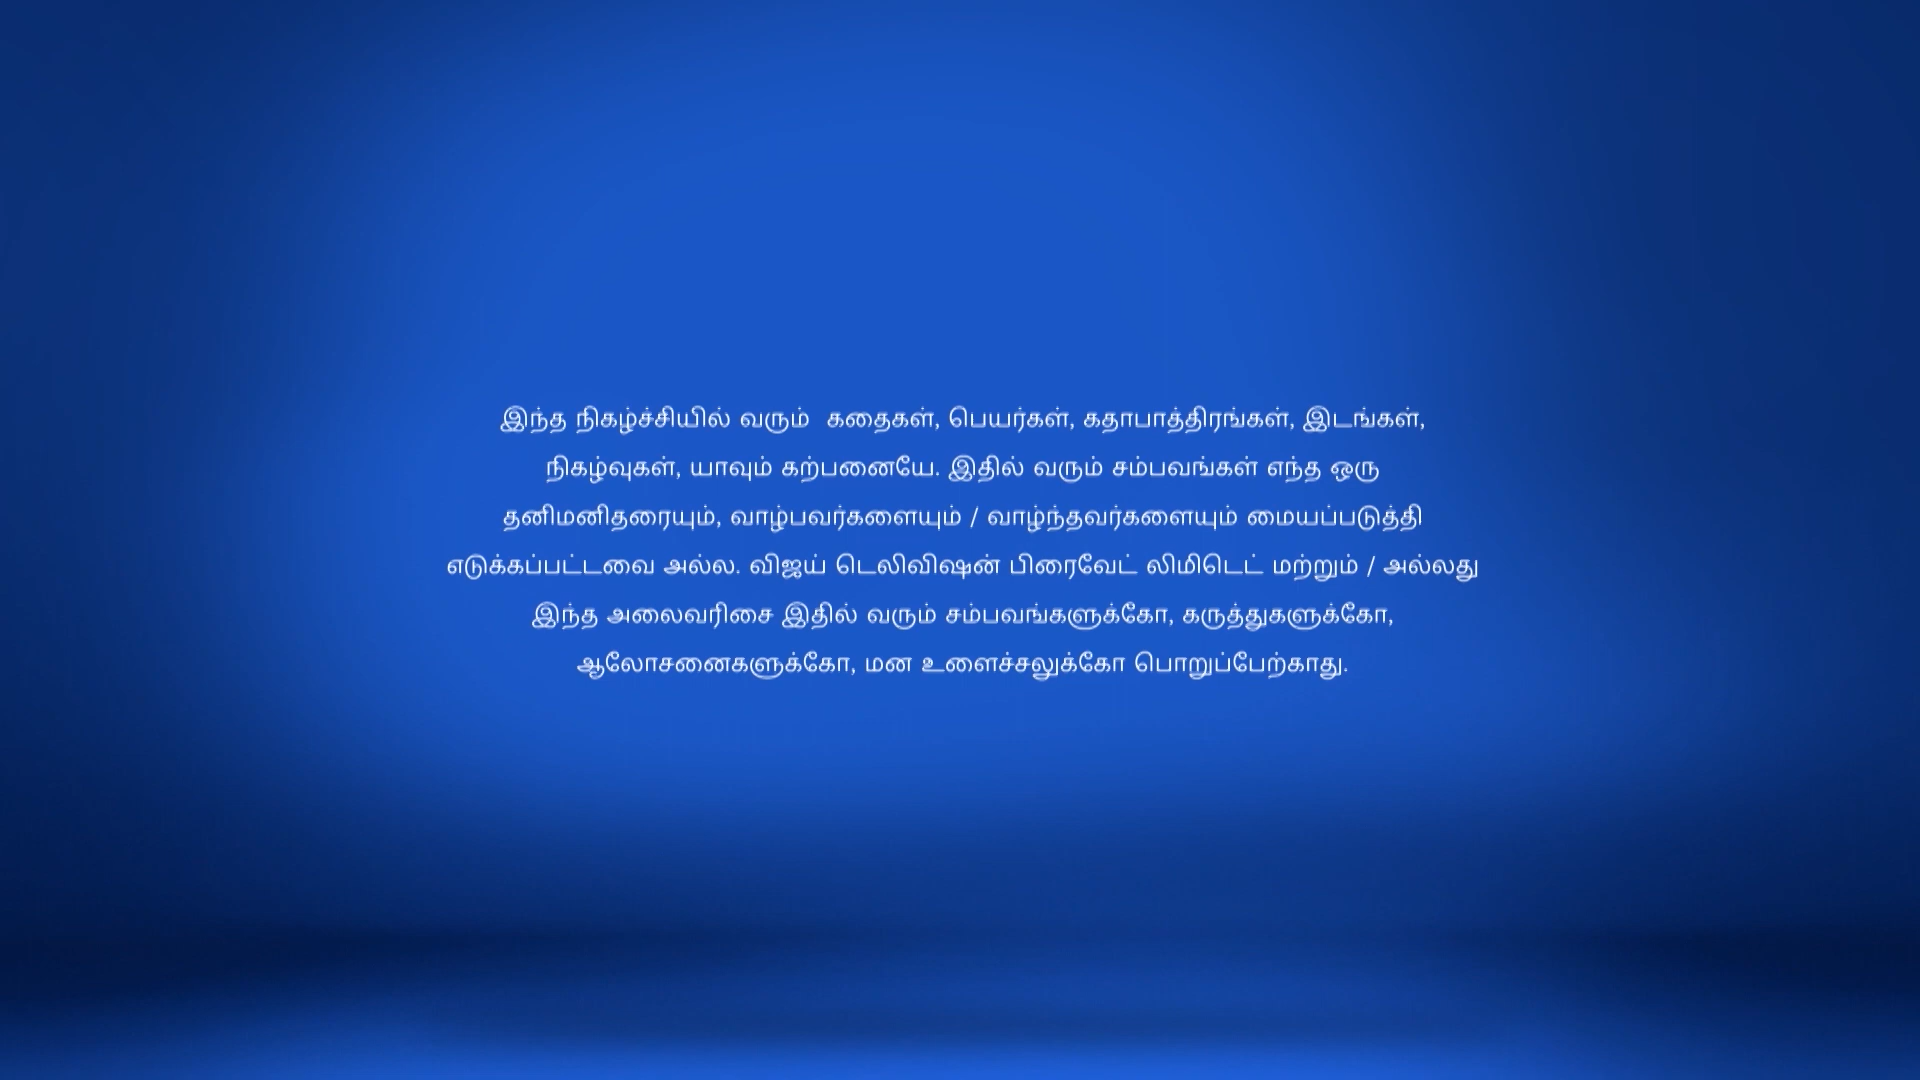 இந்த நிகழ்ச்சியில் வரும்  கதைகள், பெயர்கள், கதாபாத்திரங்கள், இடங்கள்,
நிகழ்வுகள், யாவும் கற்பனையே. இதில் வரும் சம்பவங்கள் எந்த ஒரு
தனிமனிதரையும், வாழ்பவர்களையும் / வாழ்ந்தவர்களையும் மையப்படுத்தி
எடுக்கப்பட்டவை அல்ல. விஜய் டெலிவிஷன் பிரைவேட் லிமிடெட் மற்றும் / அல்லது
இந்த அலைவரிசை இதில் வரும் சம்பவங்களுக்கோ, கருத்துகளுக்கோ,
ஆலோசனைகளுக்கோ, மன உளைச்சலுக்கோ பொறுப்பேற்காது.